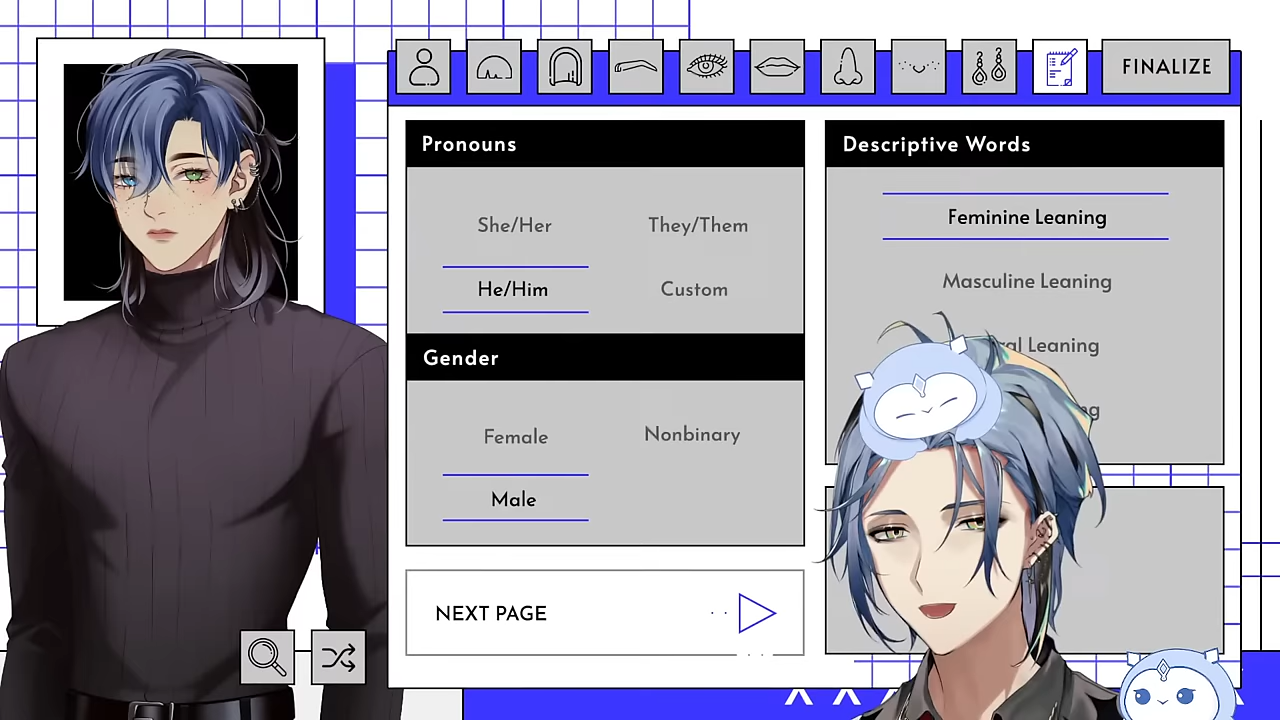 FINALIZE
Pronouns
She/Her
They/Them
He/Him
Custom
Gender
Female
Nonbinary
Male
NEXT PAGE
Descriptive Words
Feminine Leaning
Masculine Leaning
Leaning